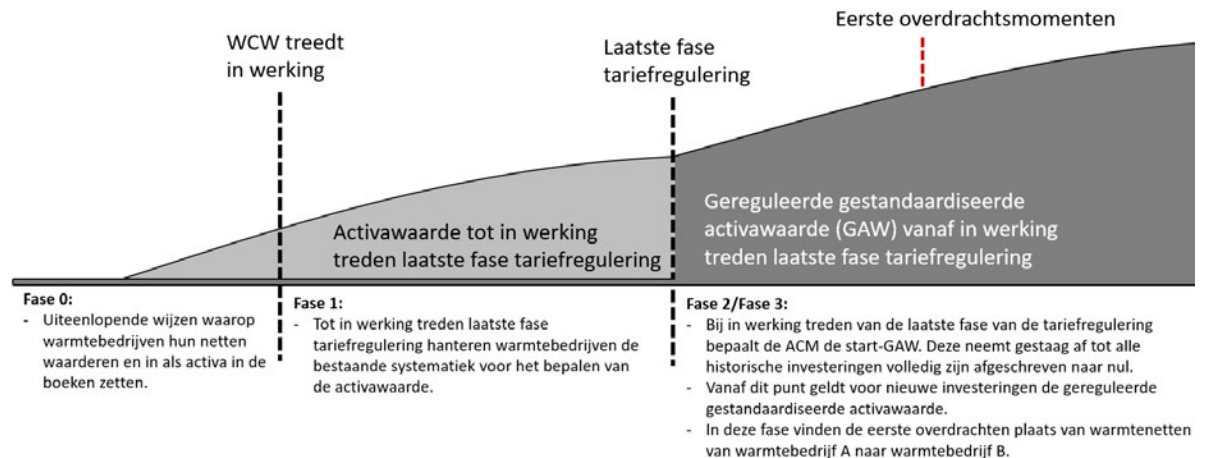 Eerste overdrachtsmomenten
WCW treedt
in werking
Laatste fase
tariefregulering
Activawaarde tot in werking
treden laatste fase tariefregulering
Gereguleerde gestandaardiseerde
activawaarde (GAW) vanaf in werking
treden laatste fase tariefregulering
Fase 0:
- Uiteenlopende wijzen waarop
warmtebedrijven hun netten
waarderen en in als activa in de
boeken zetten.
Fase 1:
- Tot in werking treden laatste fase
tariefregulering hanteren warmtebedrijven de
bestaande systematiek voor het bepalen van
de activawaarde.
Fase 2/Fase 3:
- Bij in werking treden van de laatste fase van de tariefregulering
bepaalt de ACM de start-GAW. Deze neemt gestaag af tot alle
historische investeringen volledig zijn afgeschreven naar nul.
- Vanaf dit punt geldt voor nieuwe investeringen de gereguleerde
gestandaardiseerde activawaarde.
- In deze fase vinden de eerste overdrachten plaats van warmtenetten
van warmtebedrijf A naar warmtebedrijf B.